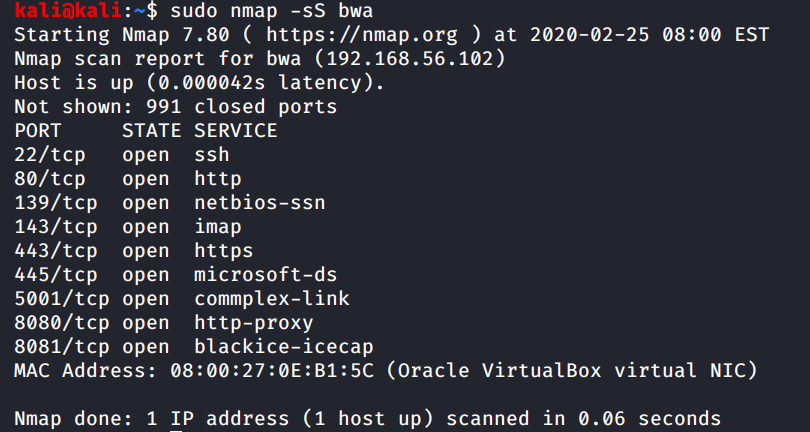 kali@kali:~$ sudo nmap -sS bwa
Starting Nmap 7.80 ( https://nmap.org ) at 2020-02-25 08:00 EST
Nmap scan report for bwa (192.168.56.102)
Host is up (0.000042s latency).
Not shown: 991 closed ports
PORT     STATE SERVICE
22/tcp   open  ssh
80/tcp   open  http
139/tcp  open  netbios-ssn
143/tcp  open  imap
443/tcp  open  https
445/tcp  open  microsoft-ds
5001/tcp open  commplex-link
8080/tcp open  http-proxy
8081/tcp open  blackice-icecap
MAC Address: 08:00:27:0E:B1:5C (Oracle VirtualBox virtual NIC)
Nmap done: 1 IP address (1 host up) scanned in 0.06 seconds